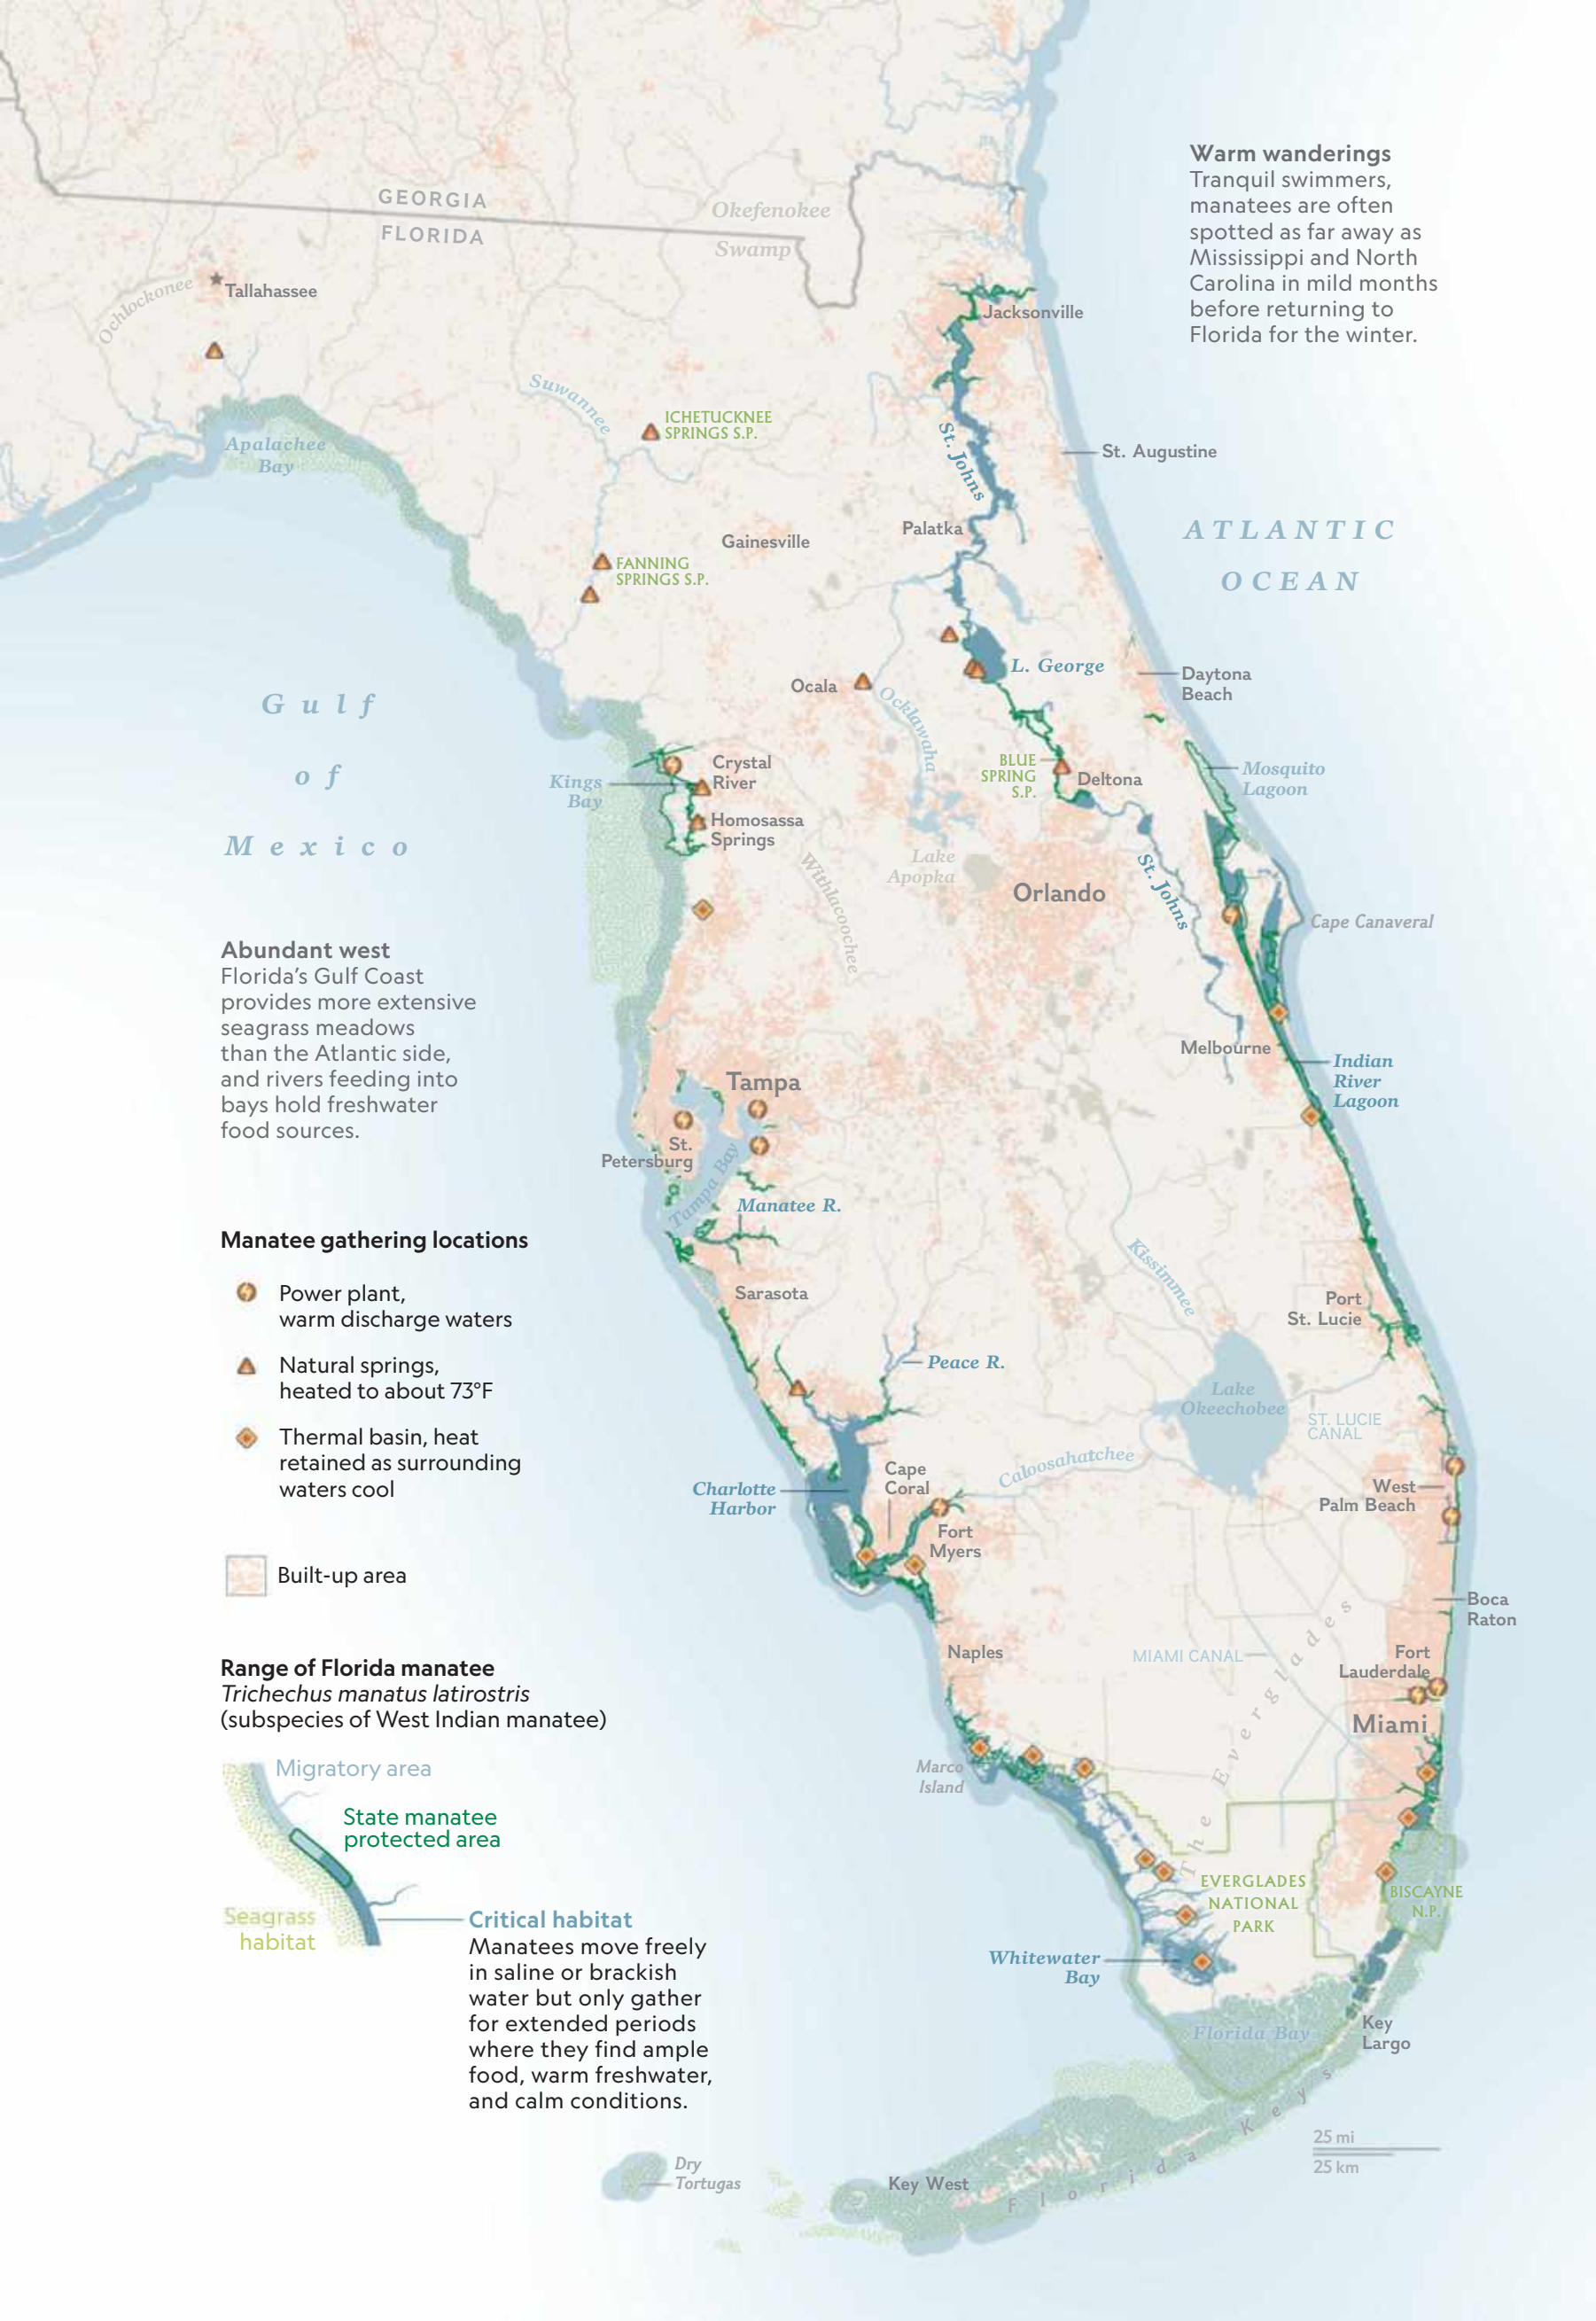 Warm wanderings
Tranquil swimmers,
manatees are often
spotted as far away as
Mississippi and North
Carolina in mild months
before returning to
Florida for the winter.
GEORGIA
FLORIDA
Okefenokee
Swamp
Ochlockonee
Tallahassee
Jacksonville
Suwannee
ICHETUCKNEE
SPRINGS S.P.
Apalachee
Bay
St. Johns
St. Augustine
Palatka
Gainesville
ATLANTIC
OCEAN
FANNING
SPRINGS S.P.
L. George
Ocala
Ocklawaha
Daytona
Beach
Gulf
of
Mexico
Kings
Bay
Crystal
River
Homosassa
Springs
BLUE
SPRING
S.P.
Deltona
Mosquito
Lagoon
Withlacoochee
Lake
Apopka
Orlando
St. Johns
Cape Canaveral
Abundant west
Florida’s Gulf Coast
provides more extensive
seagrass meadows
than the Atlantic side,
and rivers feeding into
bays hold freshwater
food sources.
Melbourne
Indian
River
Lagoon
Tampa
St.
Petersburg
Tampa Bay
Manatee R.
Sarasota
Kissimmee
Port
St. Lucie
Peace R.
Lake
Okeechobee
ST. LUCIE
CANAL
Manatee gathering locations
Power plant,
warm discharge waters
Natural springs,
heated to about 73°F
Thermal basin, heat
retained as surrounding
waters cool
Built-up area
Charlotte
Harbor
Cape
Coral
Caloosahatchee
Fort
Myers
West
Palm Beach
Boca
Raton
Naples
MIAMI CANAL
Fort
Lauderdale
Miami
The Everglades
Marco
Island
EVERGLADES
NATIONAL
PARK
BISCAYNE
N.P.
Whitewater
Bay
Florida Bay
Key
Largo
Range of Florida manatee
Trichechus manatus latirostris
(subspecies of West Indian manatee)
Migratory area
State manatee
protected area
Seagrass
habitat
Critical habitat
Manatees move freely
in saline or brackish
water but only gather
for extended periods
where they find ample
food, warm freshwater,
and calm conditions.
Dry
Tortugas
Key West
Florida Keys
25 mi
25 km